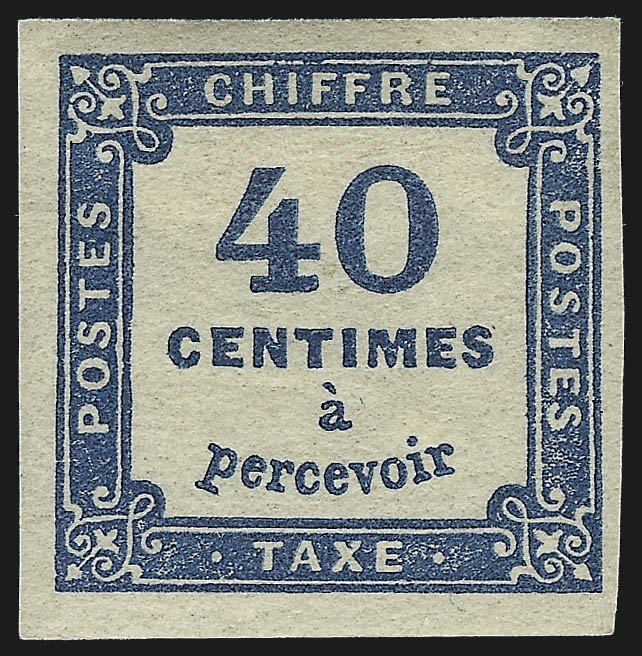 CHIFFRE
POSTES
40
CENTIMES
à
percevoir
POSTES
· TAXE ·